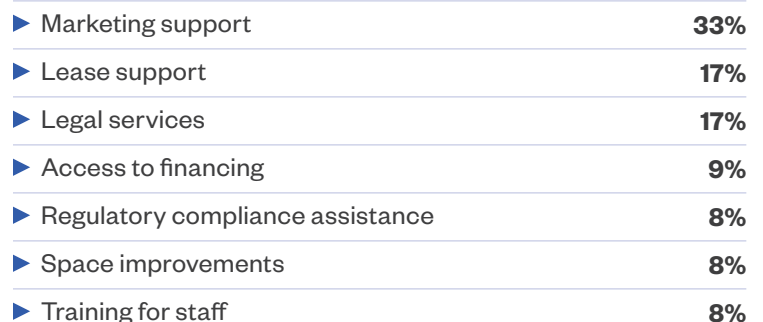 Marketing support 33%
Lease support 17%
Legal services 17%
Access to financing 9%
Regulatory compliance assistance 8%
Space improvements 8%
Training for staff 8%